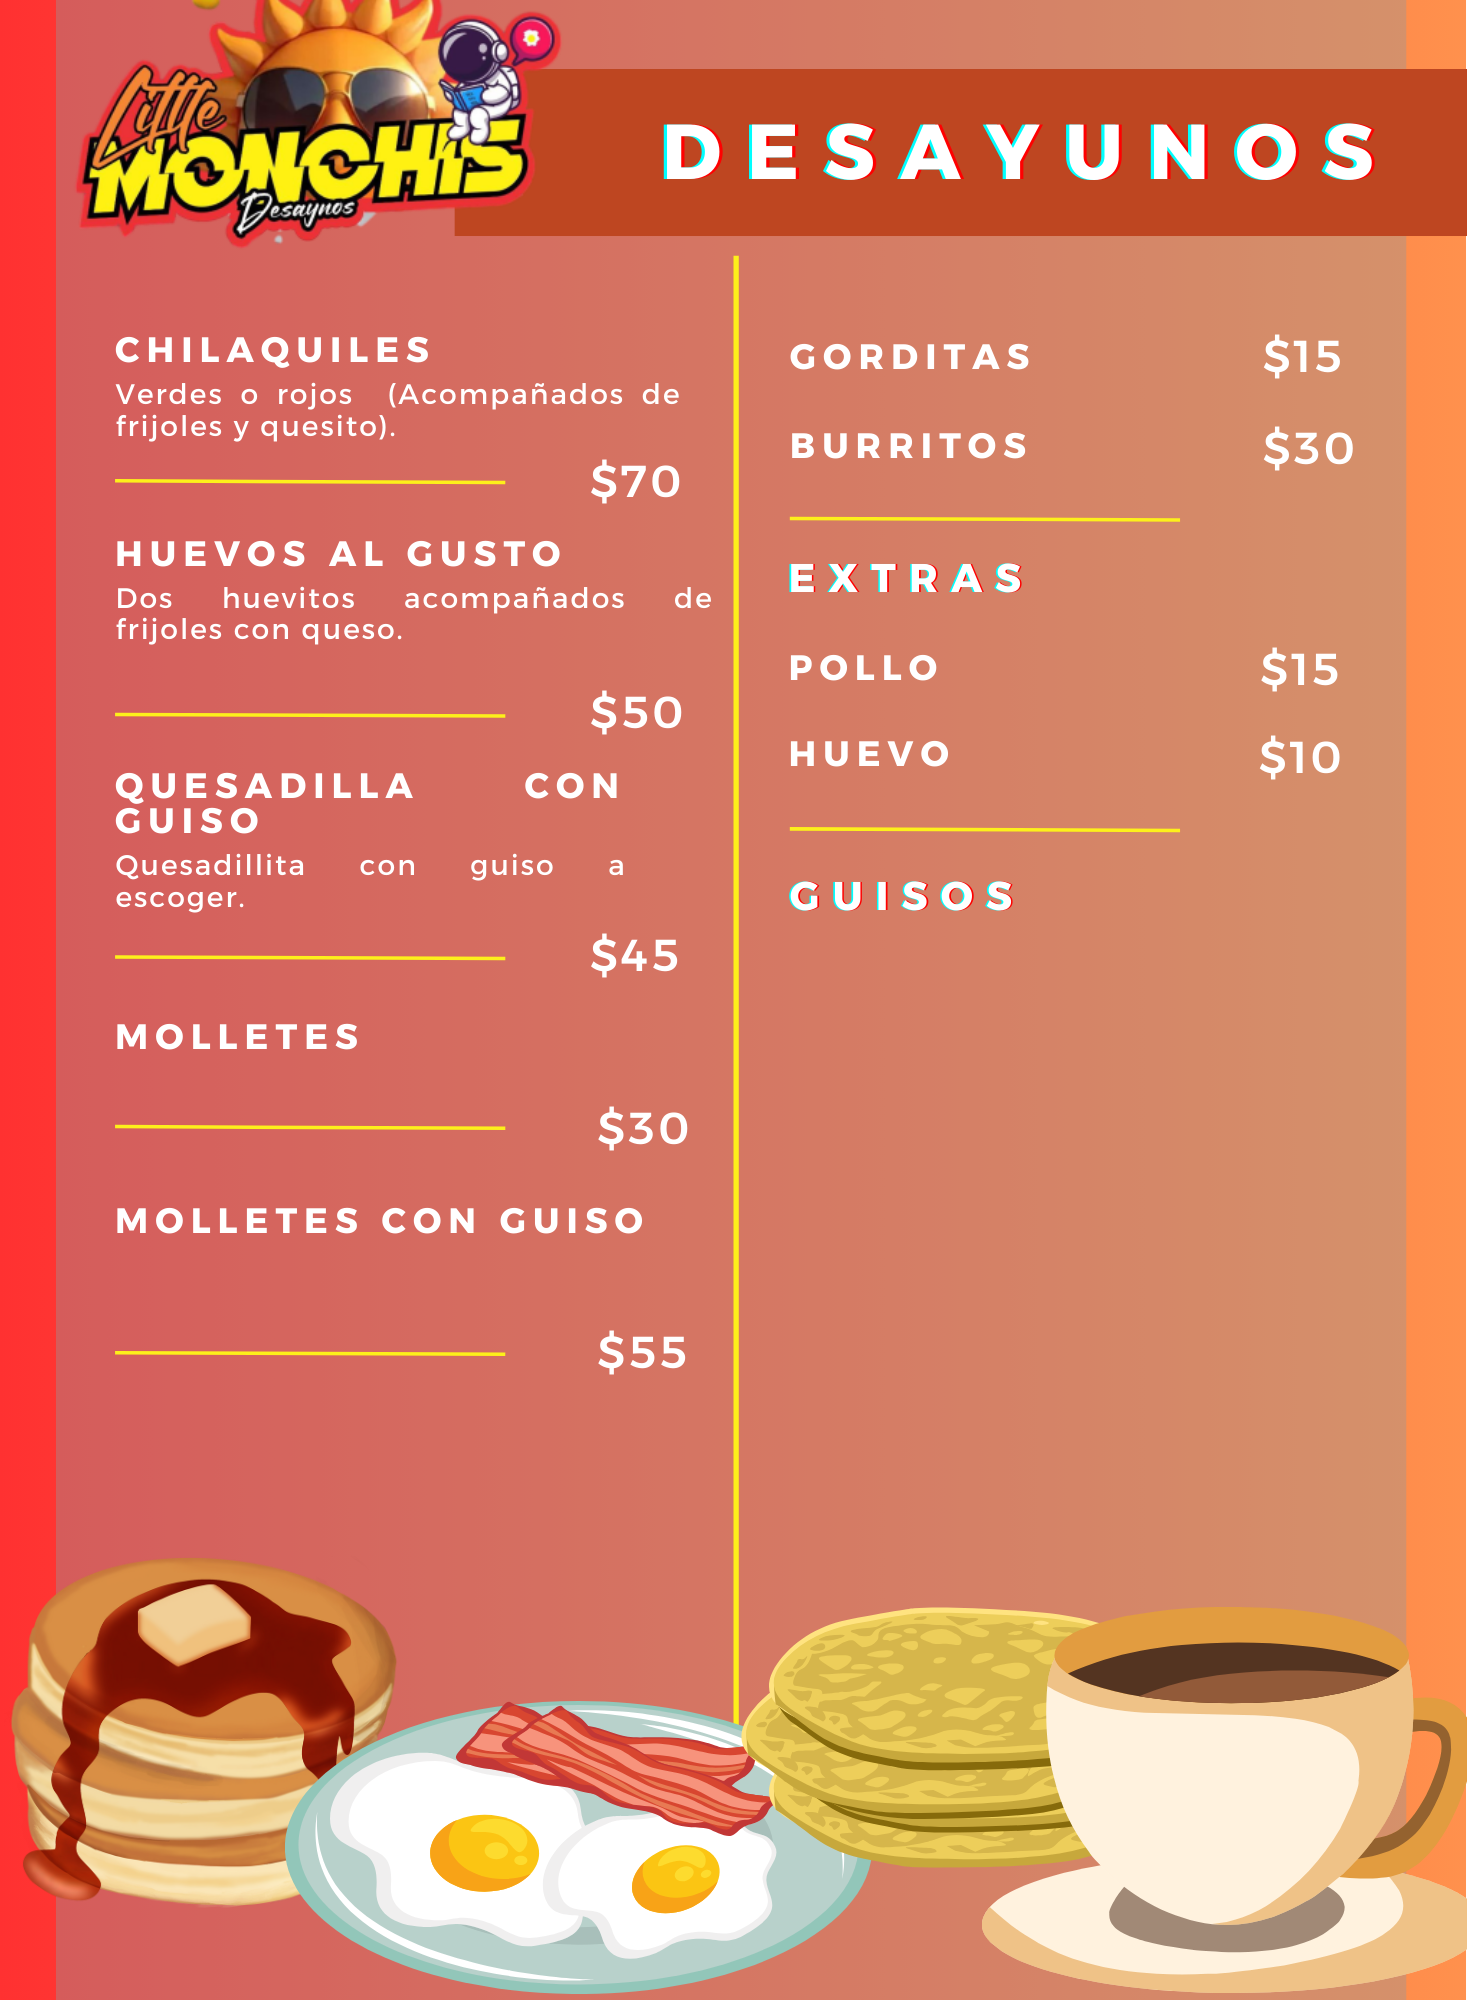 Little
MONCHIS
Desaynos
DESAYUNOS
CHILAQUILES
Verdes o rojos (Acompañados de
frijoles y quesito).
$70
HUEVOS AL GUSTO
Dos huevitos acompañados de
frijoles con queso.
$50
QUESADILLA CON
GUISO
Quesadillita con guiso a
escoger.
$45
MOLLETES
$30
MOLLETES CON GUISO
$55
GORDITAS $15
BURRITOS $30
EXTRAS
POLLO $15
HUEVO $10
GUISOS